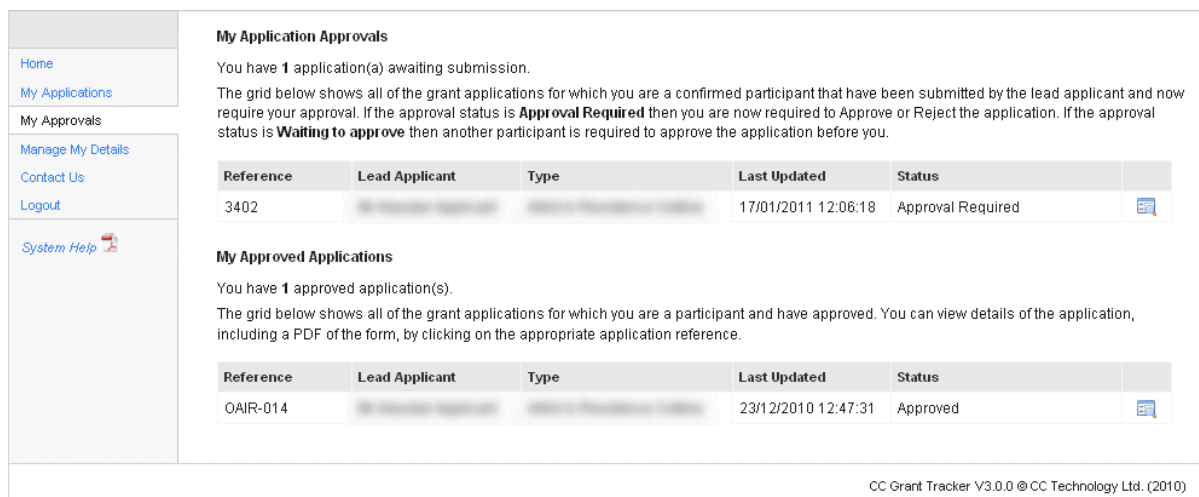 My Application Approvals
Home
My Applications
My Approvals
Manage My Details
Contact Us
Logout
System Help
You have 1 application(a) awaiting submission.
The grid below shows all of the grant applications for which you are a confirmed participant that have been submitted by the lead applicant and now
require your approval. If the approval status is Approval Required then you are now required to Approve or Reject the application. If the approval
status is Waiting to approve then another participant is required to approve the application before you.
Reference Lead Applicant Type Last Updated Status
3402 17/01/2011 12:06:18 Approval Required
My Approved Applications
You have 1 approved application(s).
The grid below shows all of the grant applications for which you are a participant and have approved. You can view details of the application,
including a PDF of the form, by clicking on the appropriate application reference.
Reference Lead Applicant Type Last Updated Status
OAIR-014 23/12/2010 12:47:31 Approved
CC Grant Tracker V3.0.0 © CC Technology Ltd. (2010)